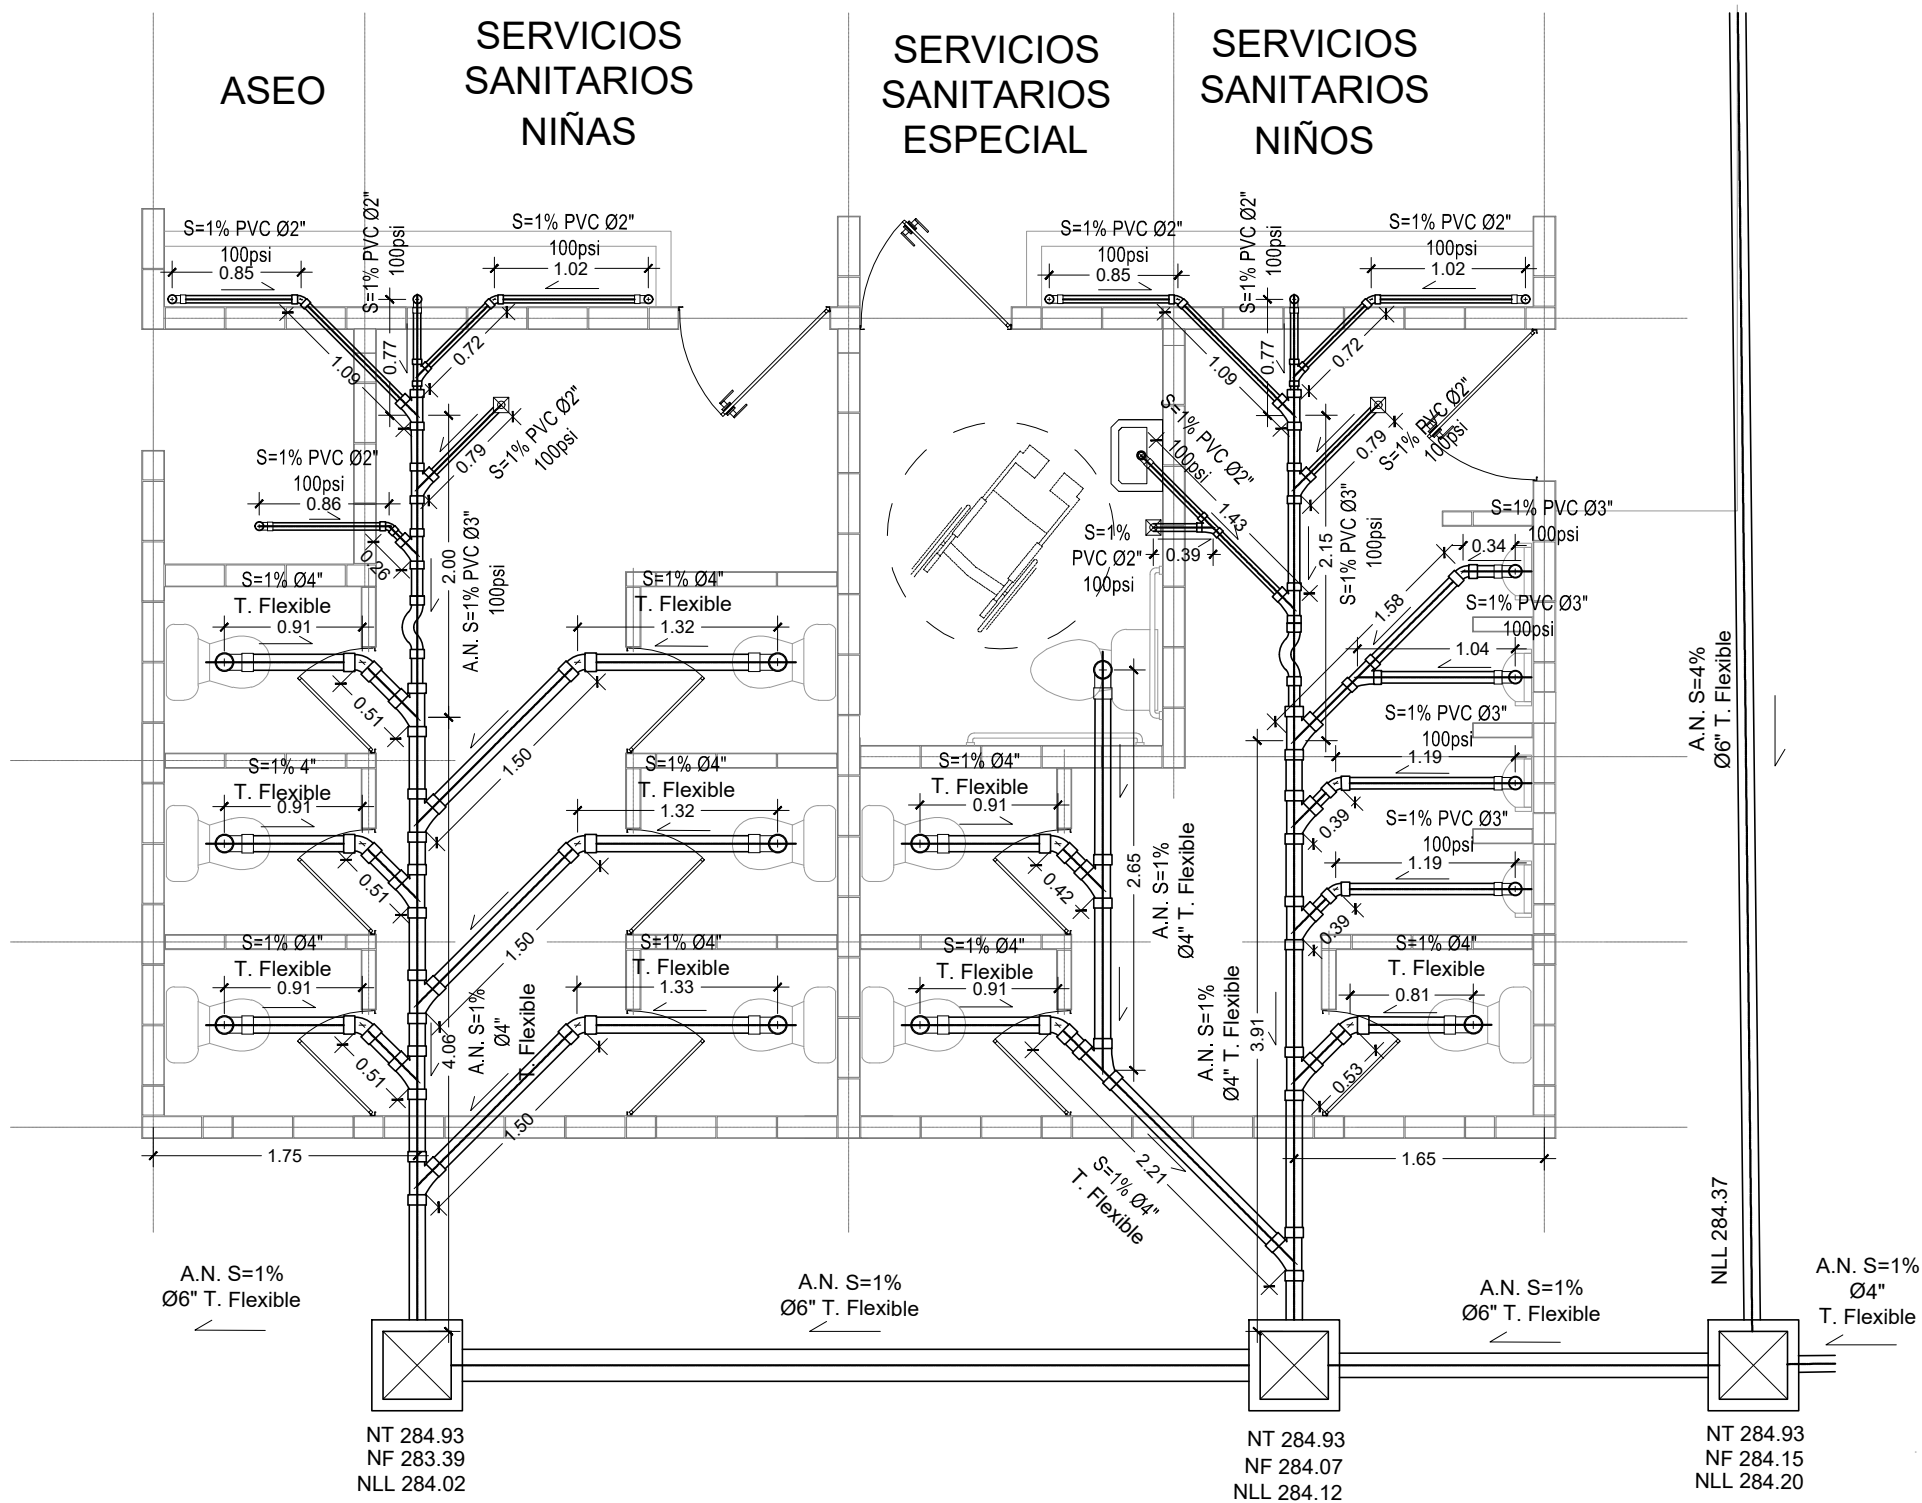 ASEO
SERVICIOS
SANITARIOS
NIÑAS
SERVICIOS
SANITARIOS
ESPECIAL
SERVICIOS
SANITARIOS
NIÑOS
S=1% PVC Ø2"
100psi
0.85
S=1% PVC Ø2"
100psi
S=1% PVC Ø2"
100psi
1.02
1.09
0.77
0.72
0.79
S=1% PVC Ø2"
100psi
S=1% PVC Ø2"
100psi
0.86
0.26
2.00
A.N. S=1% PVC Ø3"
100psi
S=1% PVC Ø2"
100psi
0.85
S=1% PVC Ø2"
100psi
S=1% PVC Ø2"
100psi
1.02
1.09
0.77
0.72
0.79
S=1% PVC Ø2"
100psi
S=1% PVC Ø2"
100psi
1.43
S=1%
PVC Ø2"
100psi
0.39
2.15
S=1% PVC Ø3"
100psi
S=1% PVC Ø3"
100psi
0.34
1.58
S=1% PVC Ø3"
100psi
1.04
S=1% PVC Ø3"
100psi
1.19
0.39
S=1% PVC Ø3"
100psi
1.19
0.39
S=1% Ø4"
T. Flexible
0.91
0.51
S=1% Ø4"
T. Flexible
1.32
1.50
S=1% 4"
T. Flexible
0.91
0.51
S=1% Ø4"
T. Flexible
1.32
1.50
S=1% Ø4"
T. Flexible
0.91
0.51
S=1% Ø4"
T. Flexible
1.33
1.50
4.06
A.N. S=1%
Ø4"
T. Flexible
S=1% Ø4"
T. Flexible
0.91
0.42
2.65
A.N. S=1%
Ø4" T. Flexible
S=1% Ø4"
T. Flexible
0.91
2.21
S=1% Ø4"
T. Flexible
A.N. S=1%
Ø4" T. Flexible
3.91
S=1% Ø4"
T. Flexible
0.81
0.53
A.N. S=4%
Ø6" T. Flexible
1.75
1.65
NLL 284.37
A.N. S=1%
Ø6" T. Flexible
A.N. S=1%
Ø6" T. Flexible
A.N. S=1%
Ø6" T. Flexible
A.N. S=1%
Ø4"
T. Flexible
NT 284.93
NF 283.39
NLL 284.02
NT 284.93
NF 284.07
NLL 284.12
NT 284.93
NF 284.15
NLL 284.20